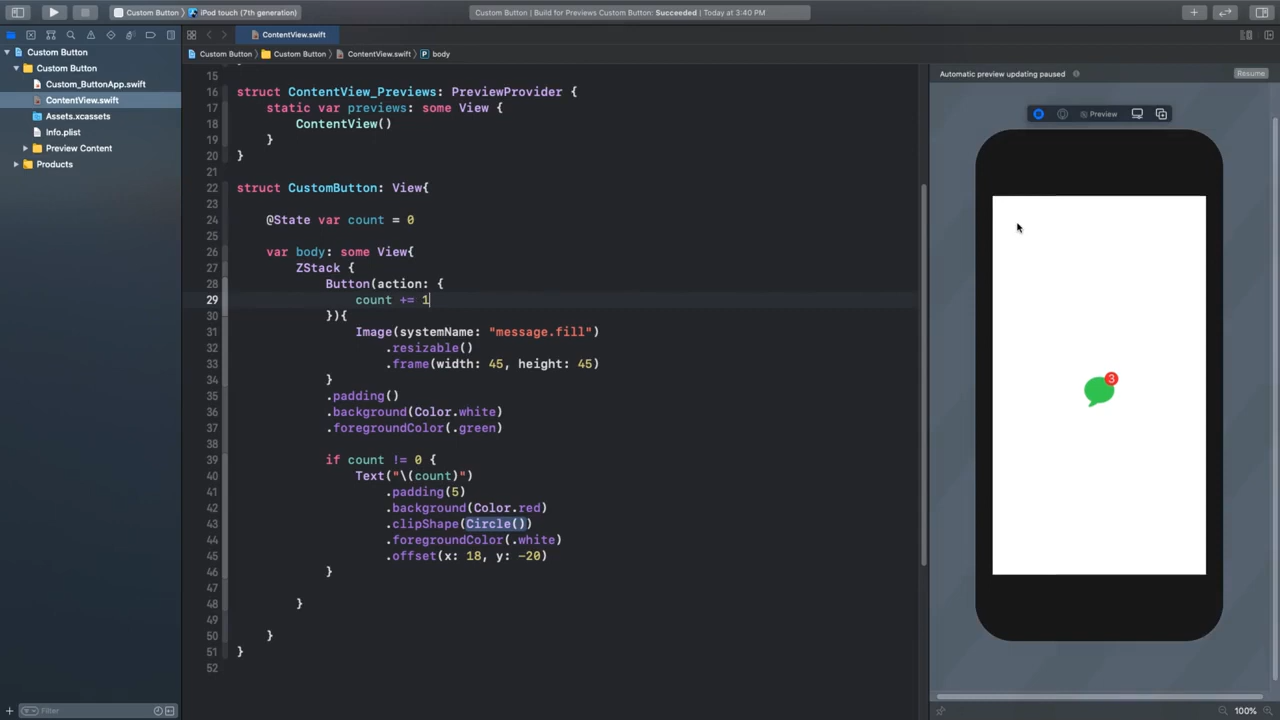 Custom Button
iPod touch (7th generation)
Custom Button | Build for Previews Custom Button: Succeeded | Today at 3:40 PM
ContentView.swift
Custom Button
Custom Button
Custom_ButtonApp.swift
ContentView.swift
Assets.xcassets
Info.plist
Preview Content
Products
Filter
Custom Button
Custom Button
ContentView.swift
P body
15
16 struct ContentView_Previews: PreviewProvider {
17 static var previews: some View {
18 ContentView()
19 }
20 }
21
22 struct CustomButton: View{
23
24 @State var count = 0
25
26 var body: some View{
27 ZStack {
28 Button(action: {
29 count += 1
30 }){
31 Image(systemName: "message.fill")
32 .resizable()
33 .frame(width: 45, height: 45)
34 }
35 .padding()
36 .background(Color.white)
37 .foregroundColor(.green)
38
39 if count != 0 {
40 Text("\(count)")
41 .padding(5)
42 .background(Color.red)
43 .clipShape(Circle())
44 .foregroundColor(.white)
45 .offset(x: 18, y: -20)
46 }
47
48 }
49
50 }
51 }
52
Automatic preview updating paused
Resume
Preview
3
100%